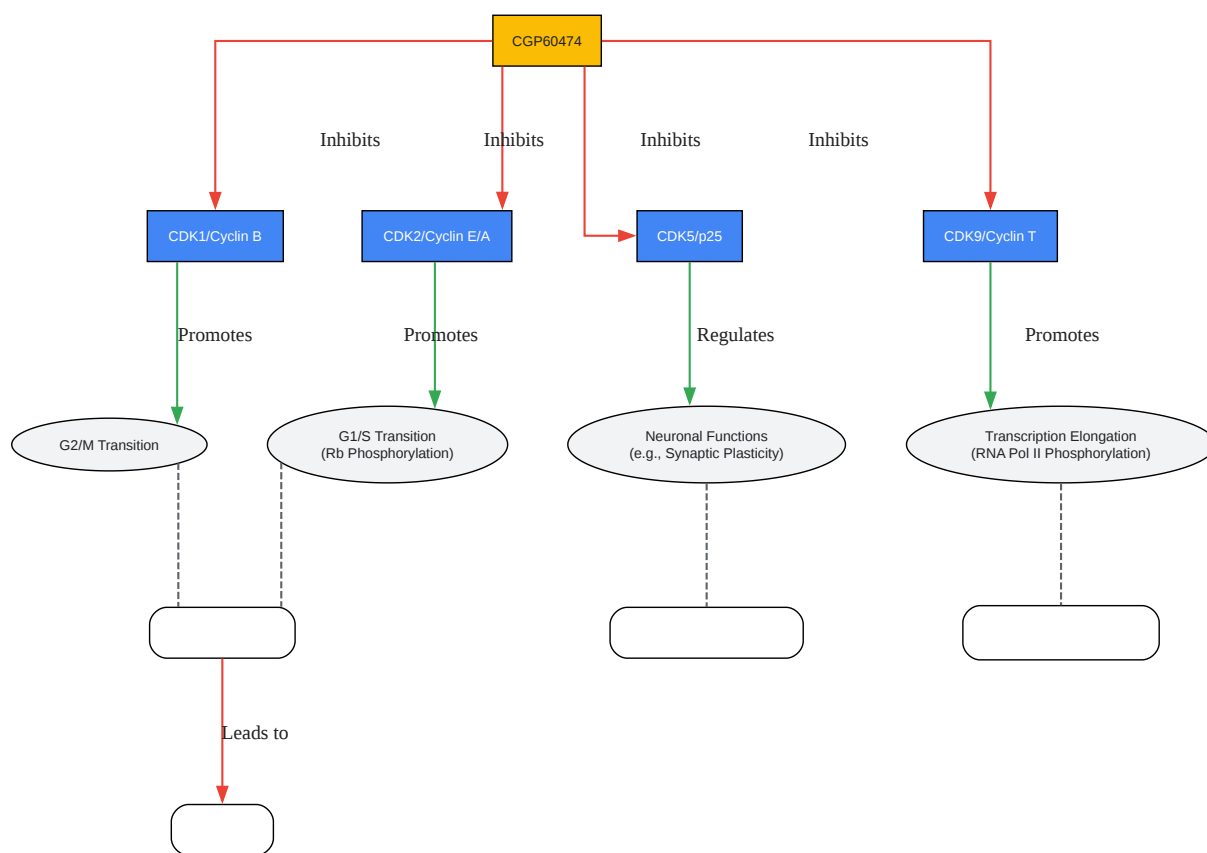 CGP60474
Inhibits
Inhibits
Inhibits
Inhibits
CDK1/Cyclin B
CDK2/Cyclin E/A
CDK5/p25
CDK9/Cyclin T
Promotes
Promotes
Regulates
Promotes
G2/M Transition
G1/S Transition
(Rb Phosphorylation)
Neuronal Functions
(e.g., Synaptic Plasticity)
Transcription Elongation
(RNA Pol II Phosphorylation)
Leads to